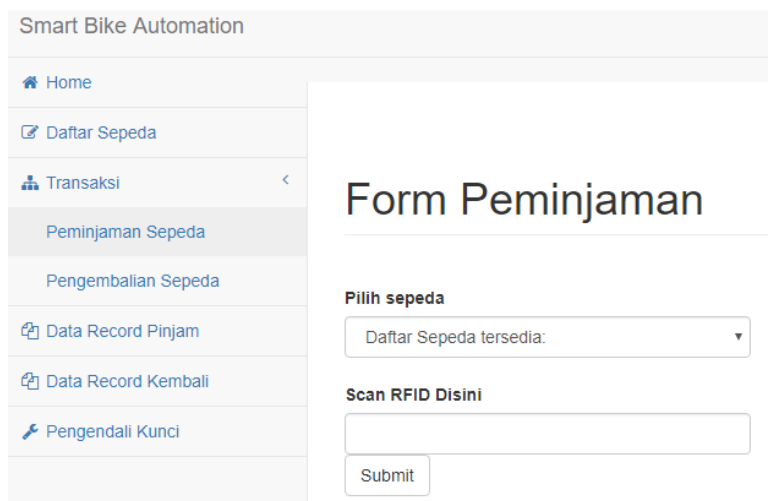 Smart Bike Automation
Home
Daftar Sepeda
Transaksi
Peminjaman Sepeda
Pengembalian Sepeda
Data Record Pinjam
Data Record Kembali
Pengendali Kunci
Form Peminjaman
Pilih sepeda
Daftar Sepeda tersedia:
Scan RFID Disini
Submit